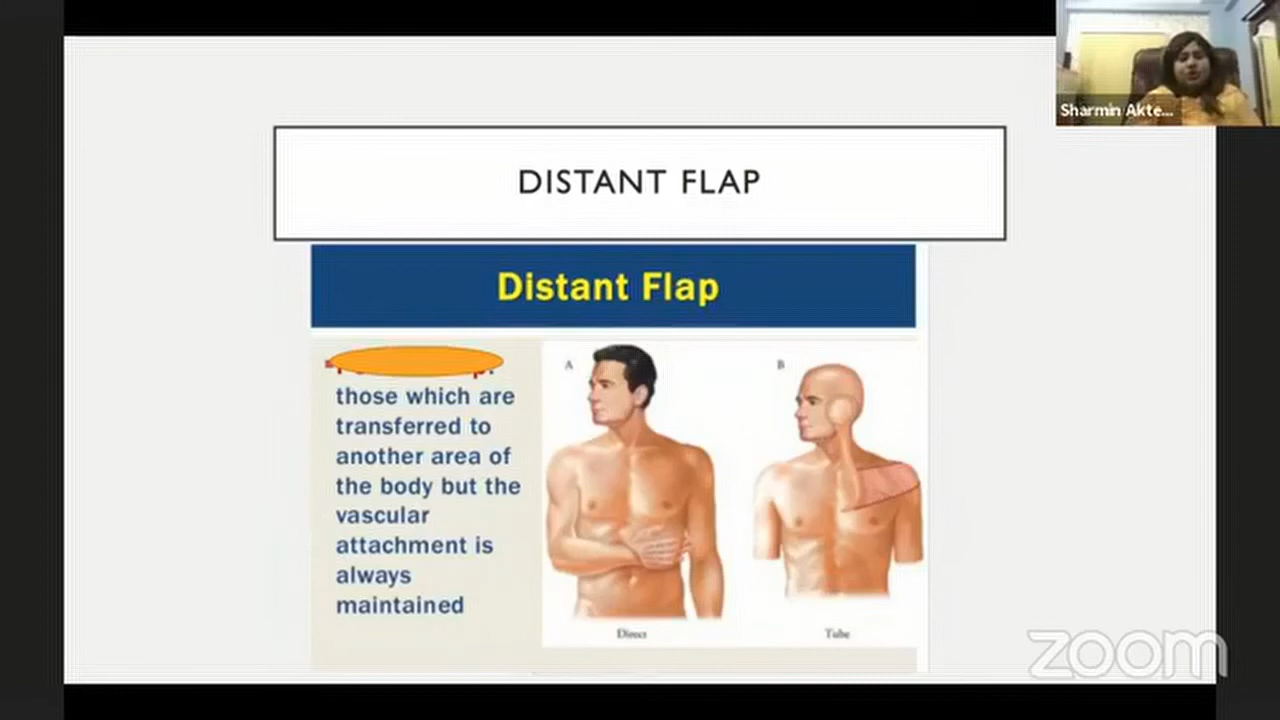 Sharmin Akte...
DISTANT FLAP
Distant Flap
those which are
transferred to
another area of
the body but the
vascular
attachment is
always
maintained
A
B
Direct
Tube
zoom